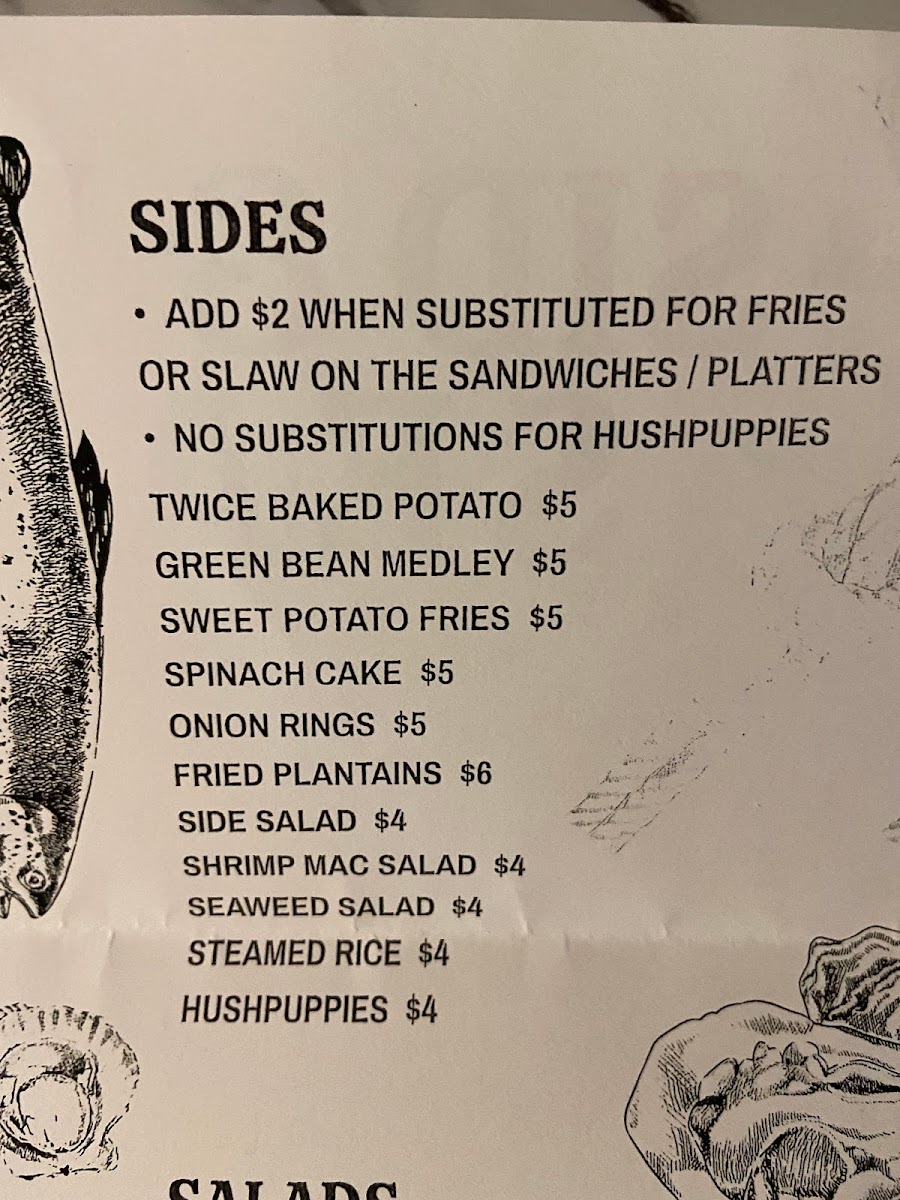 SIDES
• ADD $2 WHEN SUBSTITUTED FOR FRIES
OR SLAW ON THE SANDWICHES / PLATTERS
• NO SUBSTITUTIONS FOR HUSHPUPPIES
TWICE BAKED POTATO $5
GREEN BEAN MEDLEY $5
SWEET POTATO FRIES $5
SPINACH CAKE $5
ONION RINGS $5
FRIED PLANTAINS $6
SIDE SALAD $4
SHRIMP MAC SALAD $4
SEAWEED SALAD $4
STEAMED RICE $4
HUSHPUPPIES $4
SALADS